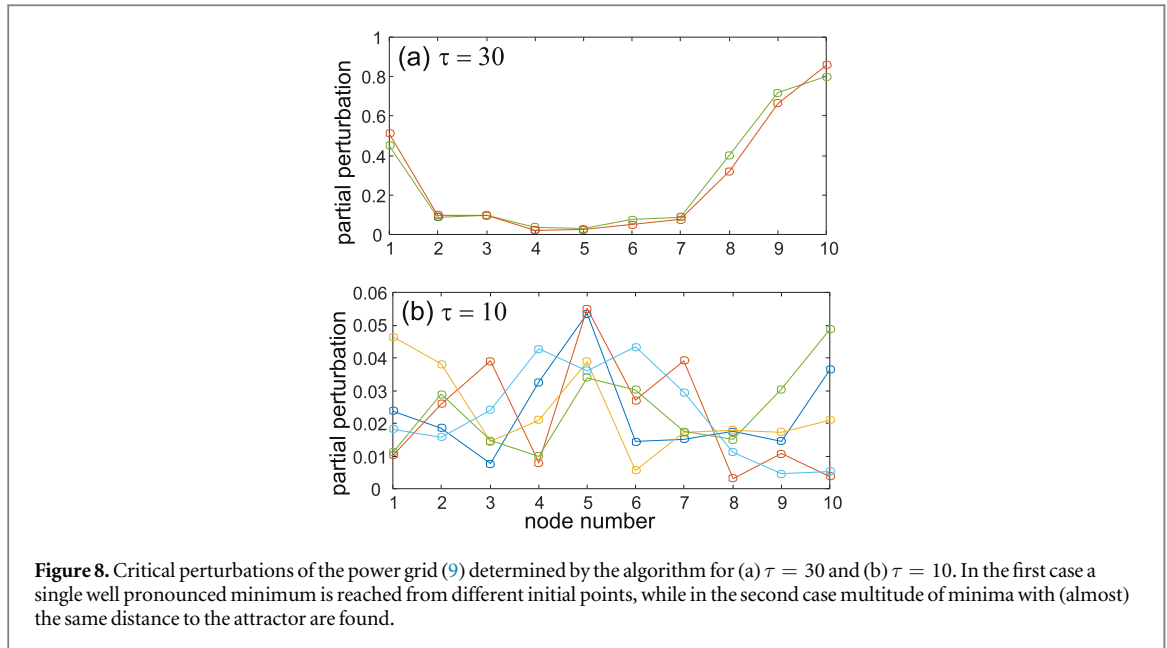 (a) τ = 30
partial perturbation
1
0.8
0.6
0.4
0.2
0
1 2 3 4 5 6 7 8 9 10
(b) τ = 10
partial perturbation
0.06
0.05
0.04
0.03
0.02
0.01
0
1 2 3 4 5 6 7 8 9 10
node number
Figure 8. Critical perturbations of the power grid (9) determined by the algorithm for (a) τ = 30 and (b) τ = 10. In the first case a
single well pronounced minimum is reached from different initial points, while in the second case multitude of minima with (almost)
the same distance to the attractor are found.